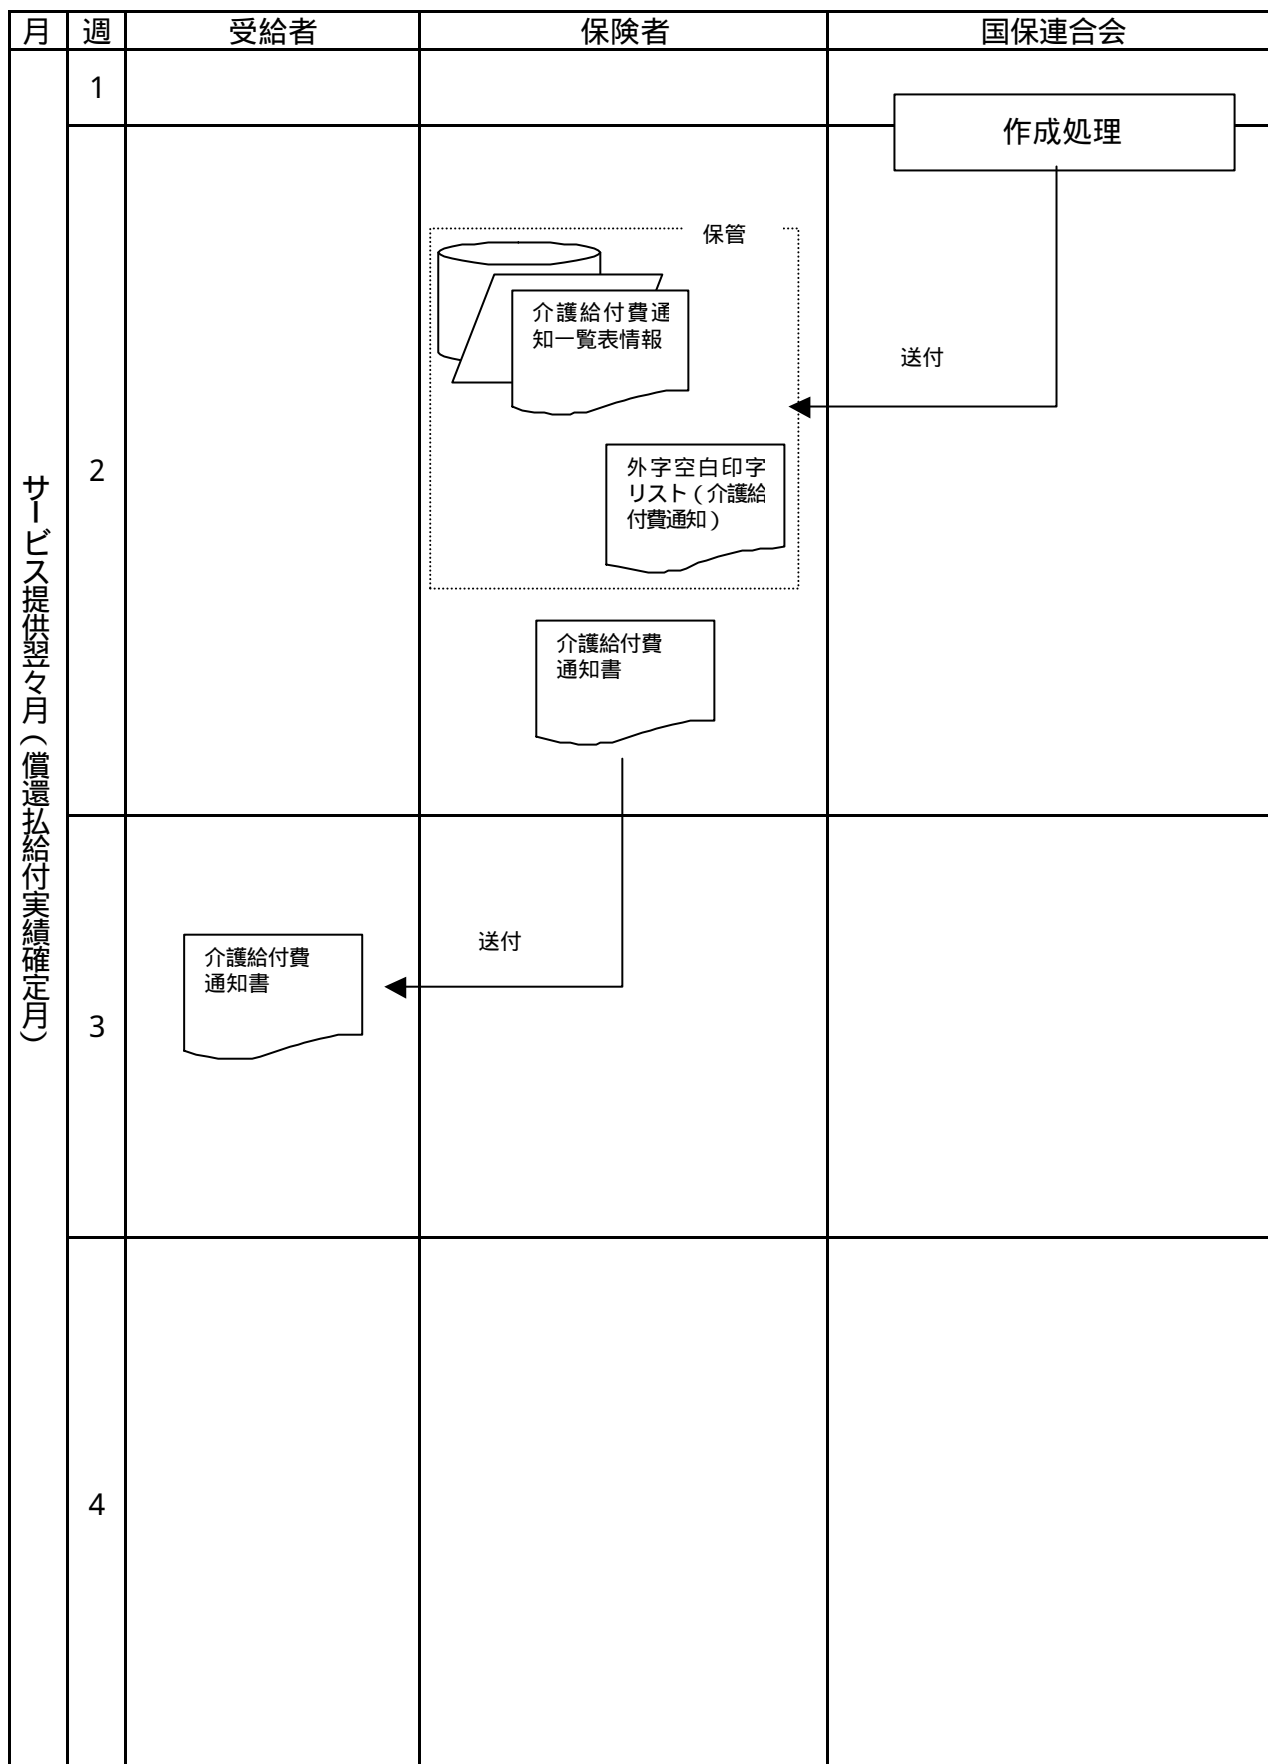 月 週 受給者 保険者 国保連合会
サービス提供翌々月(償還払給付実績確定月)
1
作成処理
2
保管
介護給付費通
知一覧表情報
送付
外字空白印字
リスト(介護給
付費通知)
介護給付費
通知書
3
送付
介護給付費
通知書
4